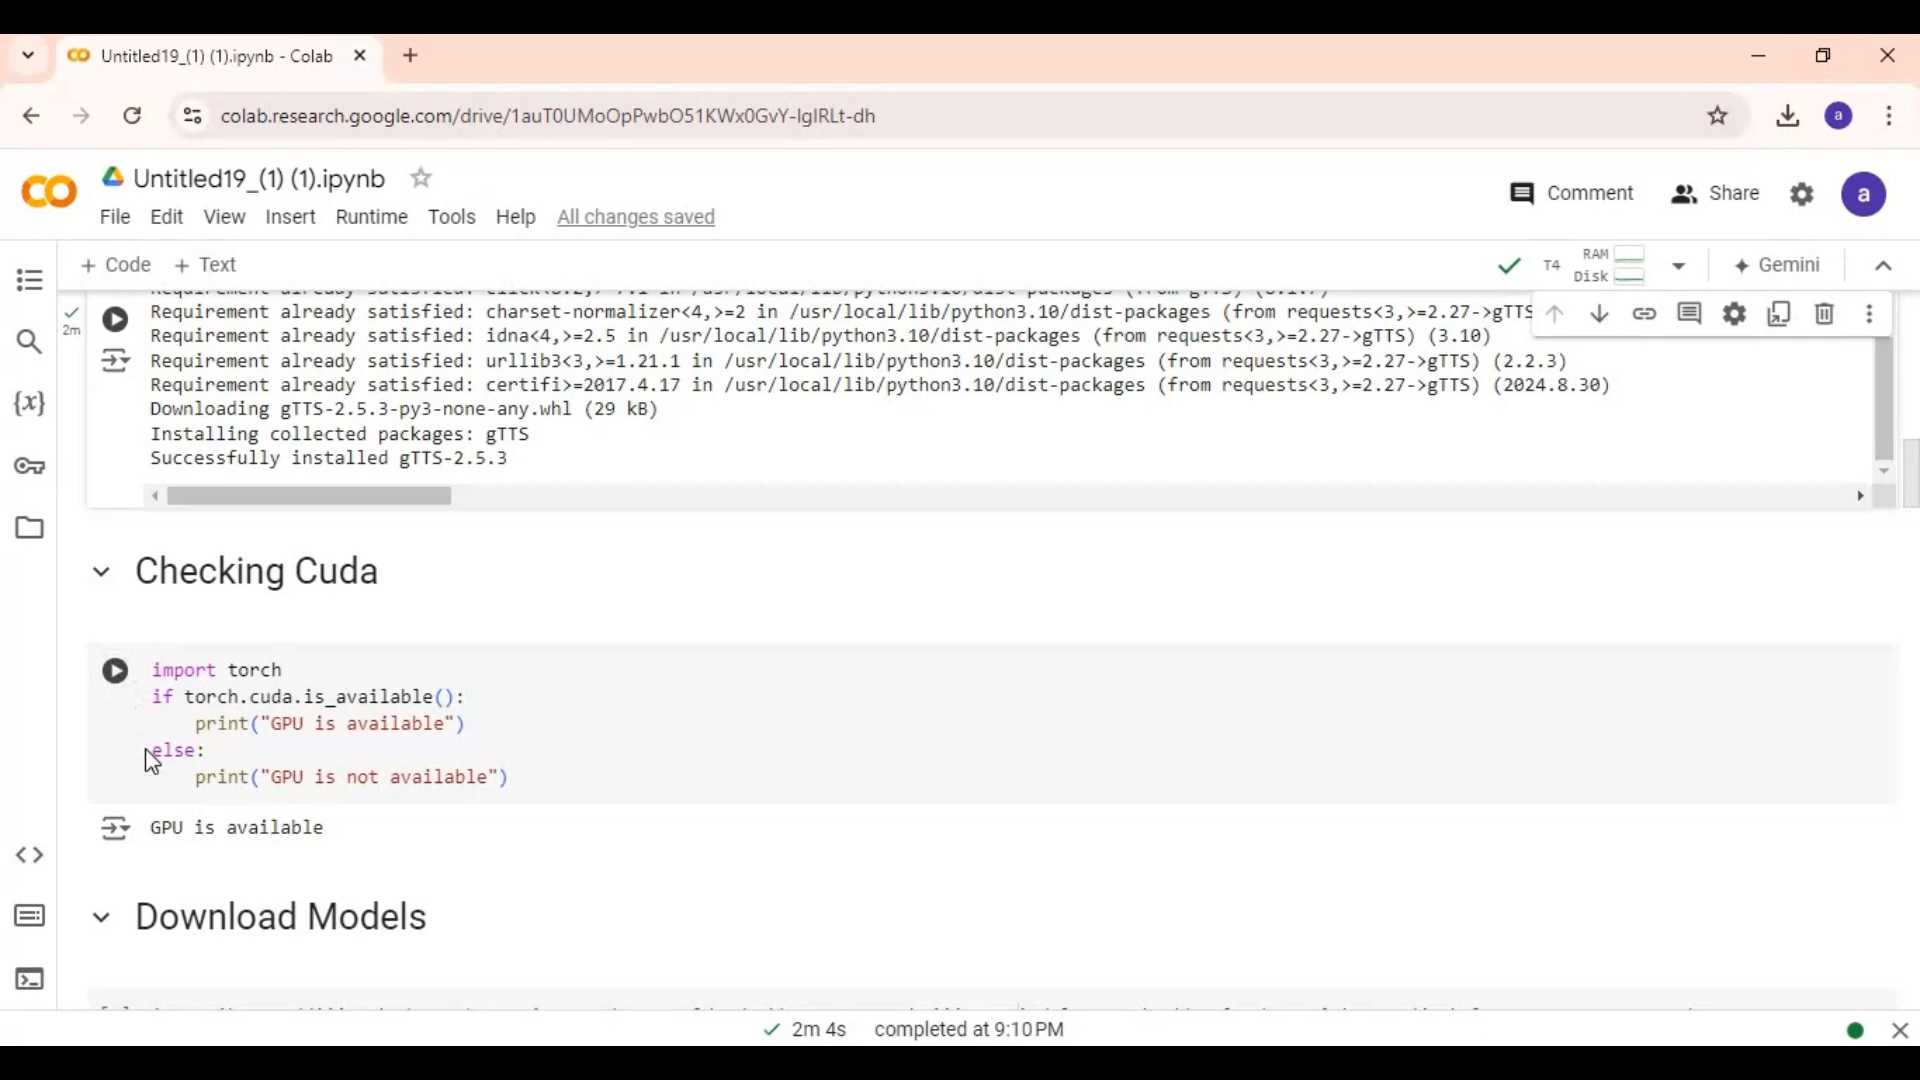 Untitled19_(1) (1).ipynb - Colab
colab.research.google.com/drive/1auT0UMoOpPwbO51KWx0GvY-IgIRLt-dh
a
Untitled19_(1) (1).ipynb
Comment
Share
a
File Edit View Insert Runtime Tools Help All changes saved
+ Code + Text
T4
RAM
Disk
Gemini
2m
Requirement already satisfied: charset-normalizer<4,>=2 in /usr/local/lib/python3.10/dist-packages (from requests<3,>=2.27->gTTS
Requirement already satisfied: idna<4,>=2.5 in /usr/local/lib/python3.10/dist-packages (from requests<3,>=2.27->gTTS) (3.10)
Requirement already satisfied: urllib3<3,>=1.21.1 in /usr/local/lib/python3.10/dist-packages (from requests<3,>=2.27->gTTS) (2.2.3)
Requirement already satisfied: certifi>=2017.4.17 in /usr/local/lib/python3.10/dist-packages (from requests<3,>=2.27->gTTS) (2024.8.30)
Downloading gTTS-2.5.3-py3-none-any.whl (29 kB)
Installing collected packages: gTTS
Successfully installed gTTS-2.5.3
Checking Cuda
import torch
if torch.cuda.is_available():
print("GPU is available")
else:
print("GPU is not available")
GPU is available
Download Models
2m 4s completed at 9:10 PM